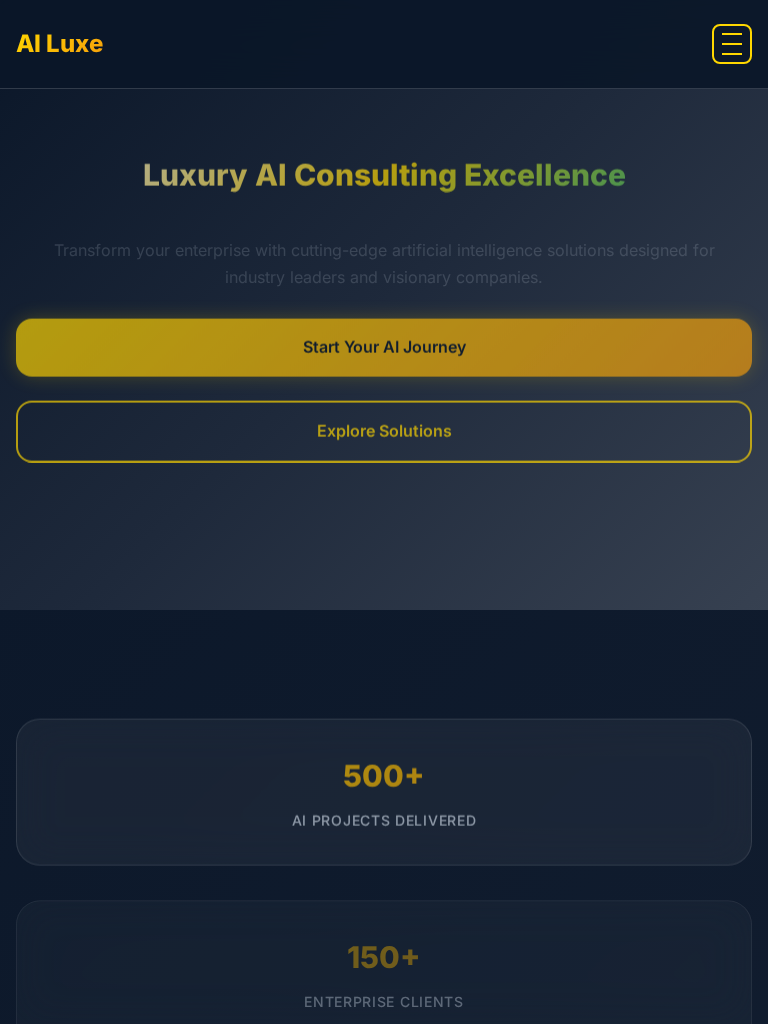 AI Luxe
Luxury AI Consulting Excellence
Transform your enterprise with cutting-edge artificial intelligence solutions designed for
industry leaders and visionary companies.
Start Your AI Journey
Explore Solutions
500+
AI PROJECTS DELIVERED
150+
ENTERPRISE CLIENTS